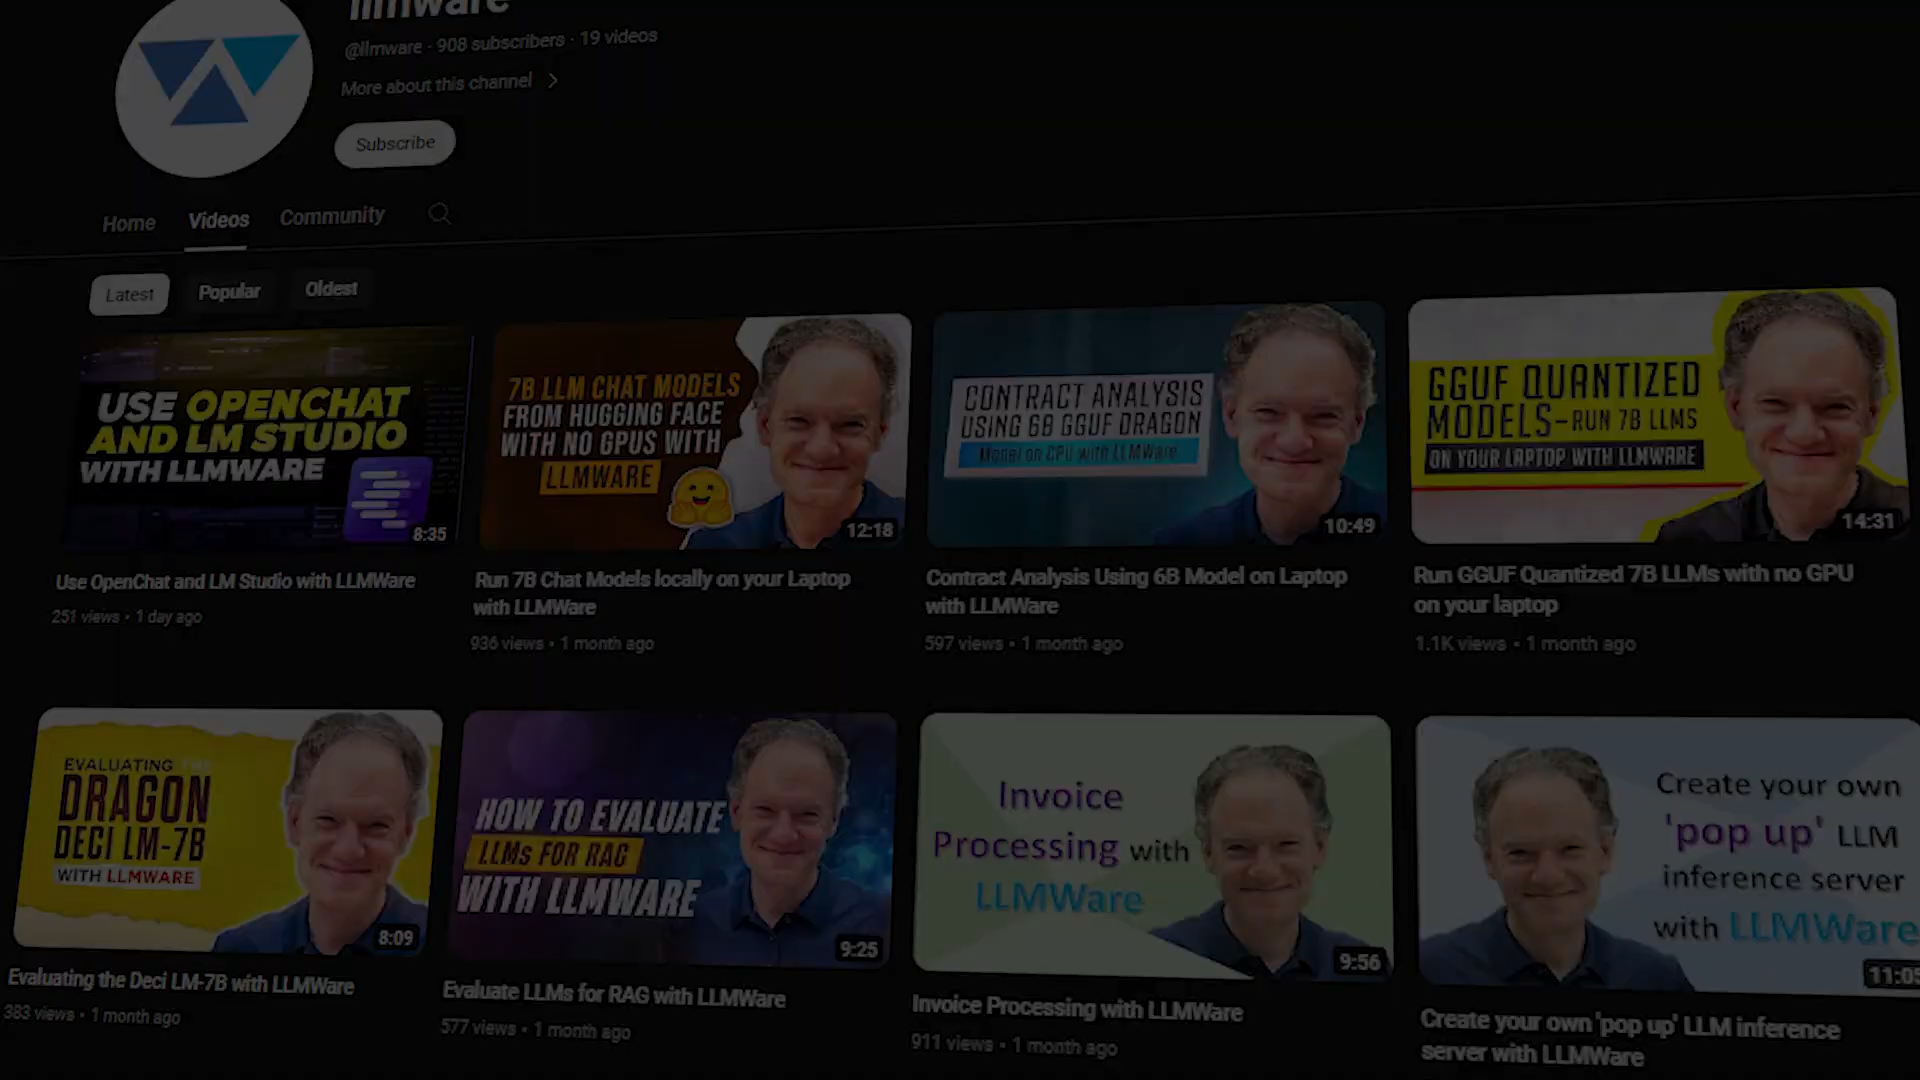 llmware
@llmware · 908 subscribers · 19 videos
More about this channel
Subscribe
Home Videos Community
Latest Popular Oldest
USE OPENCHAT
AND LM STUDIO
WITH LLMWARE
8:35
Use OpenChat and LM Studio with LLMWare
251 views • 1 day ago
7B LLM CHAT MODELS
FROM HUGGING FACE
WITH NO GPUS WITH
LLMWARE
12:18
Run 7B Chat Models locally on your Laptop
with LLMWare
936 views • 1 month ago
CONTRACT ANALYSIS
USING 6B GGUF DRAGON
Model on CPU with LLMWare
10:49
Contract Analysis Using 6B Model on Laptop
with LLMWare
597 views • 1 month ago
GGUF QUANTIZED
MODELS-RUN 7B LLMS
ON YOUR LAPTOP WITH LLMWARE
14:31
Run GGUF Quantized 7B LLMs with no GPU
on your laptop
1.1K views • 1 month ago
EVALUATING THE
DRAGON
DECI LM-7B
WITH LLMWARE
8:09
Evaluating the Deci LM-7B with LLMWare
383 views • 1 month ago
HOW TO EVALUATE
LLMs FOR RAG
WITH LLMWARE
9:25
Evaluate LLMs for RAG with LLMWare
577 views • 1 month ago
Invoice
Processing with
LLMWare
9:56
Invoice Processing with LLMWare
911 views • 1 month ago
Create your own
'pop up' LLM
inference server
with LLMWare
11:05
Create your own 'pop up' LLM inference
server with LLMWare